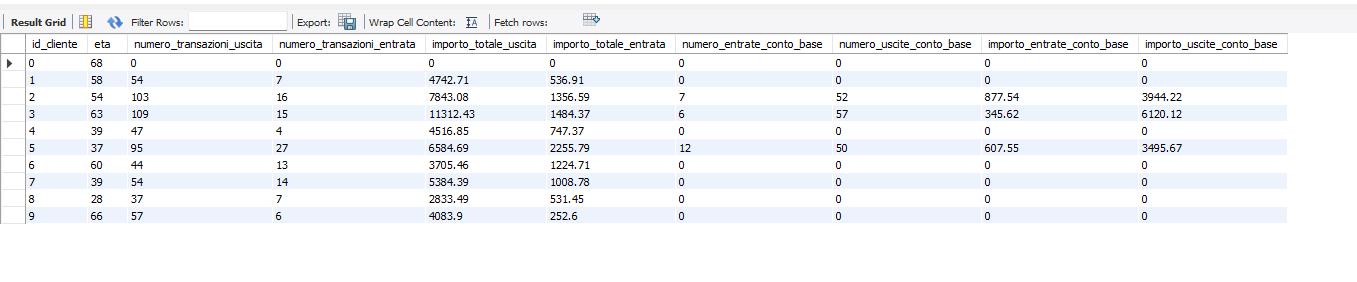 Result Grid Filter Rows: Export: Wrap Cell Content: Fetch rows:
id_cliente eta numero_transazioni_uscita numero_transazioni_entrata importo_totale_uscita importo_totale_entrata numero_entrate_conto_base numero_uscite_conto_base importo_entrate_conto_base importo_uscite_conto_base
0 68 0 0 0 0 0 0 0 0
1 58 54 7 4742.71 536.91 0 0 0 0
2 54 103 16 7843.08 1356.59 7 52 877.54 3944.22
3 63 109 15 11312.43 1484.37 6 57 345.62 6120.12
4 39 47 4 4516.85 747.37 0 0 0 0
5 37 95 27 6584.69 2255.79 12 50 607.55 3495.67
6 60 44 13 3705.46 1224.71 0 0 0 0
7 39 54 14 5384.39 1008.78 0 0 0 0
8 28 37 7 2833.49 531.45 0 0 0 0
9 66 57 6 4083.9 252.6 0 0 0 0